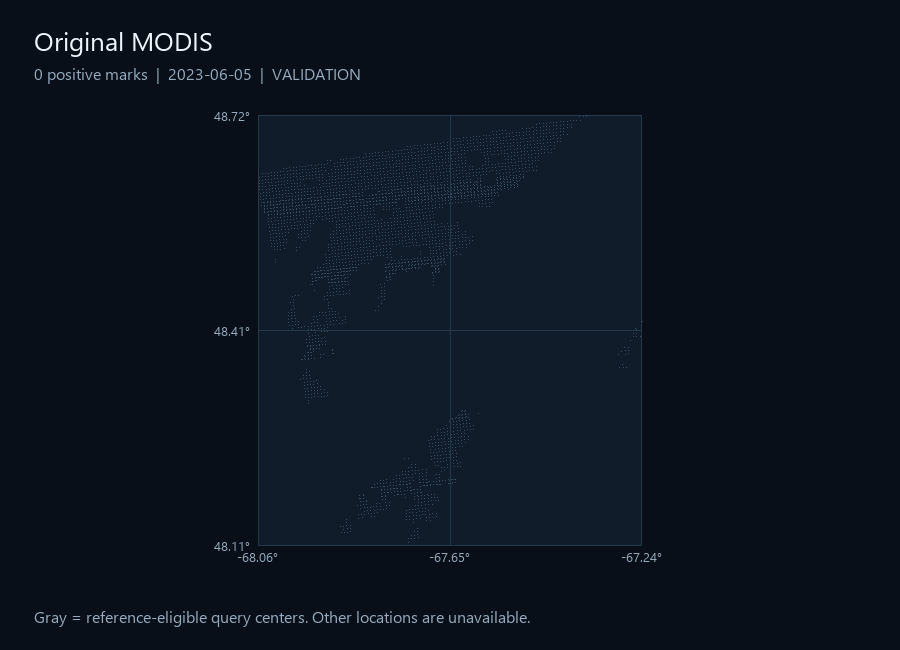 Original MODIS
0 positive marks | 2023-06-05 | VALIDATION
48.72°
48.41°
48.11°
-68.06°
-67.65°
-67.24°
Gray = reference-eligible query centers. Other locations are unavailable.